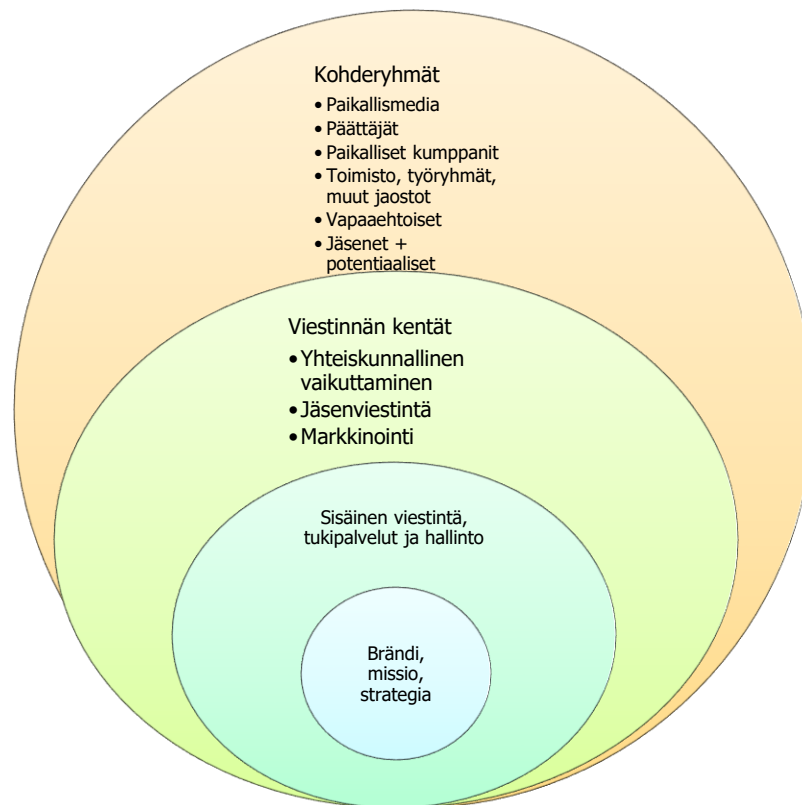 Kohderyhmät
• Paikallismedia
• Päättäjät
• Paikalliset kumppanit
• Toimisto, työryhmät,
muut jaostot
• Vapaaehtoiset
• Jäsenet +
potentiaaliset
Viestinnän kentät
• Yhteiskunnallinen
vaikuttaminen
• Jäsenviestintä
• Markkinointi
Sisäinen viestintä,
tukipalvelut ja hallinto
Brändi,
missio,
strategia